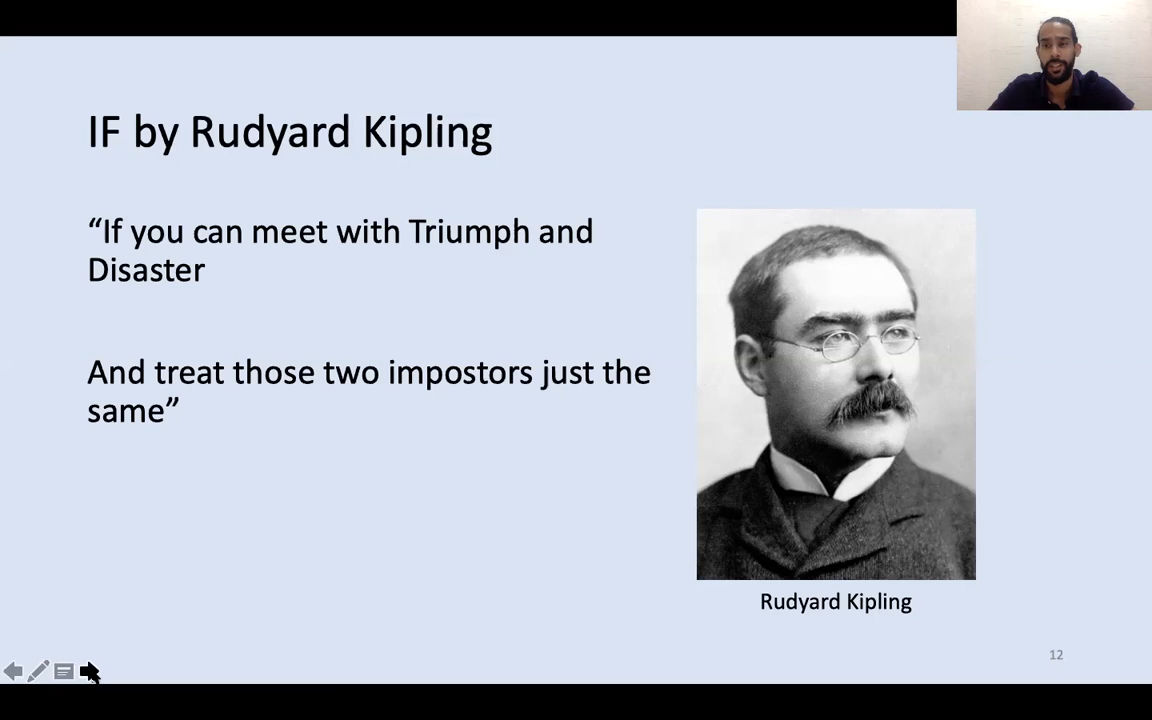 IF by Rudyard Kipling
“If you can meet with Triumph and
Disaster
And treat those two impostors just the
same”
Rudyard Kipling
12